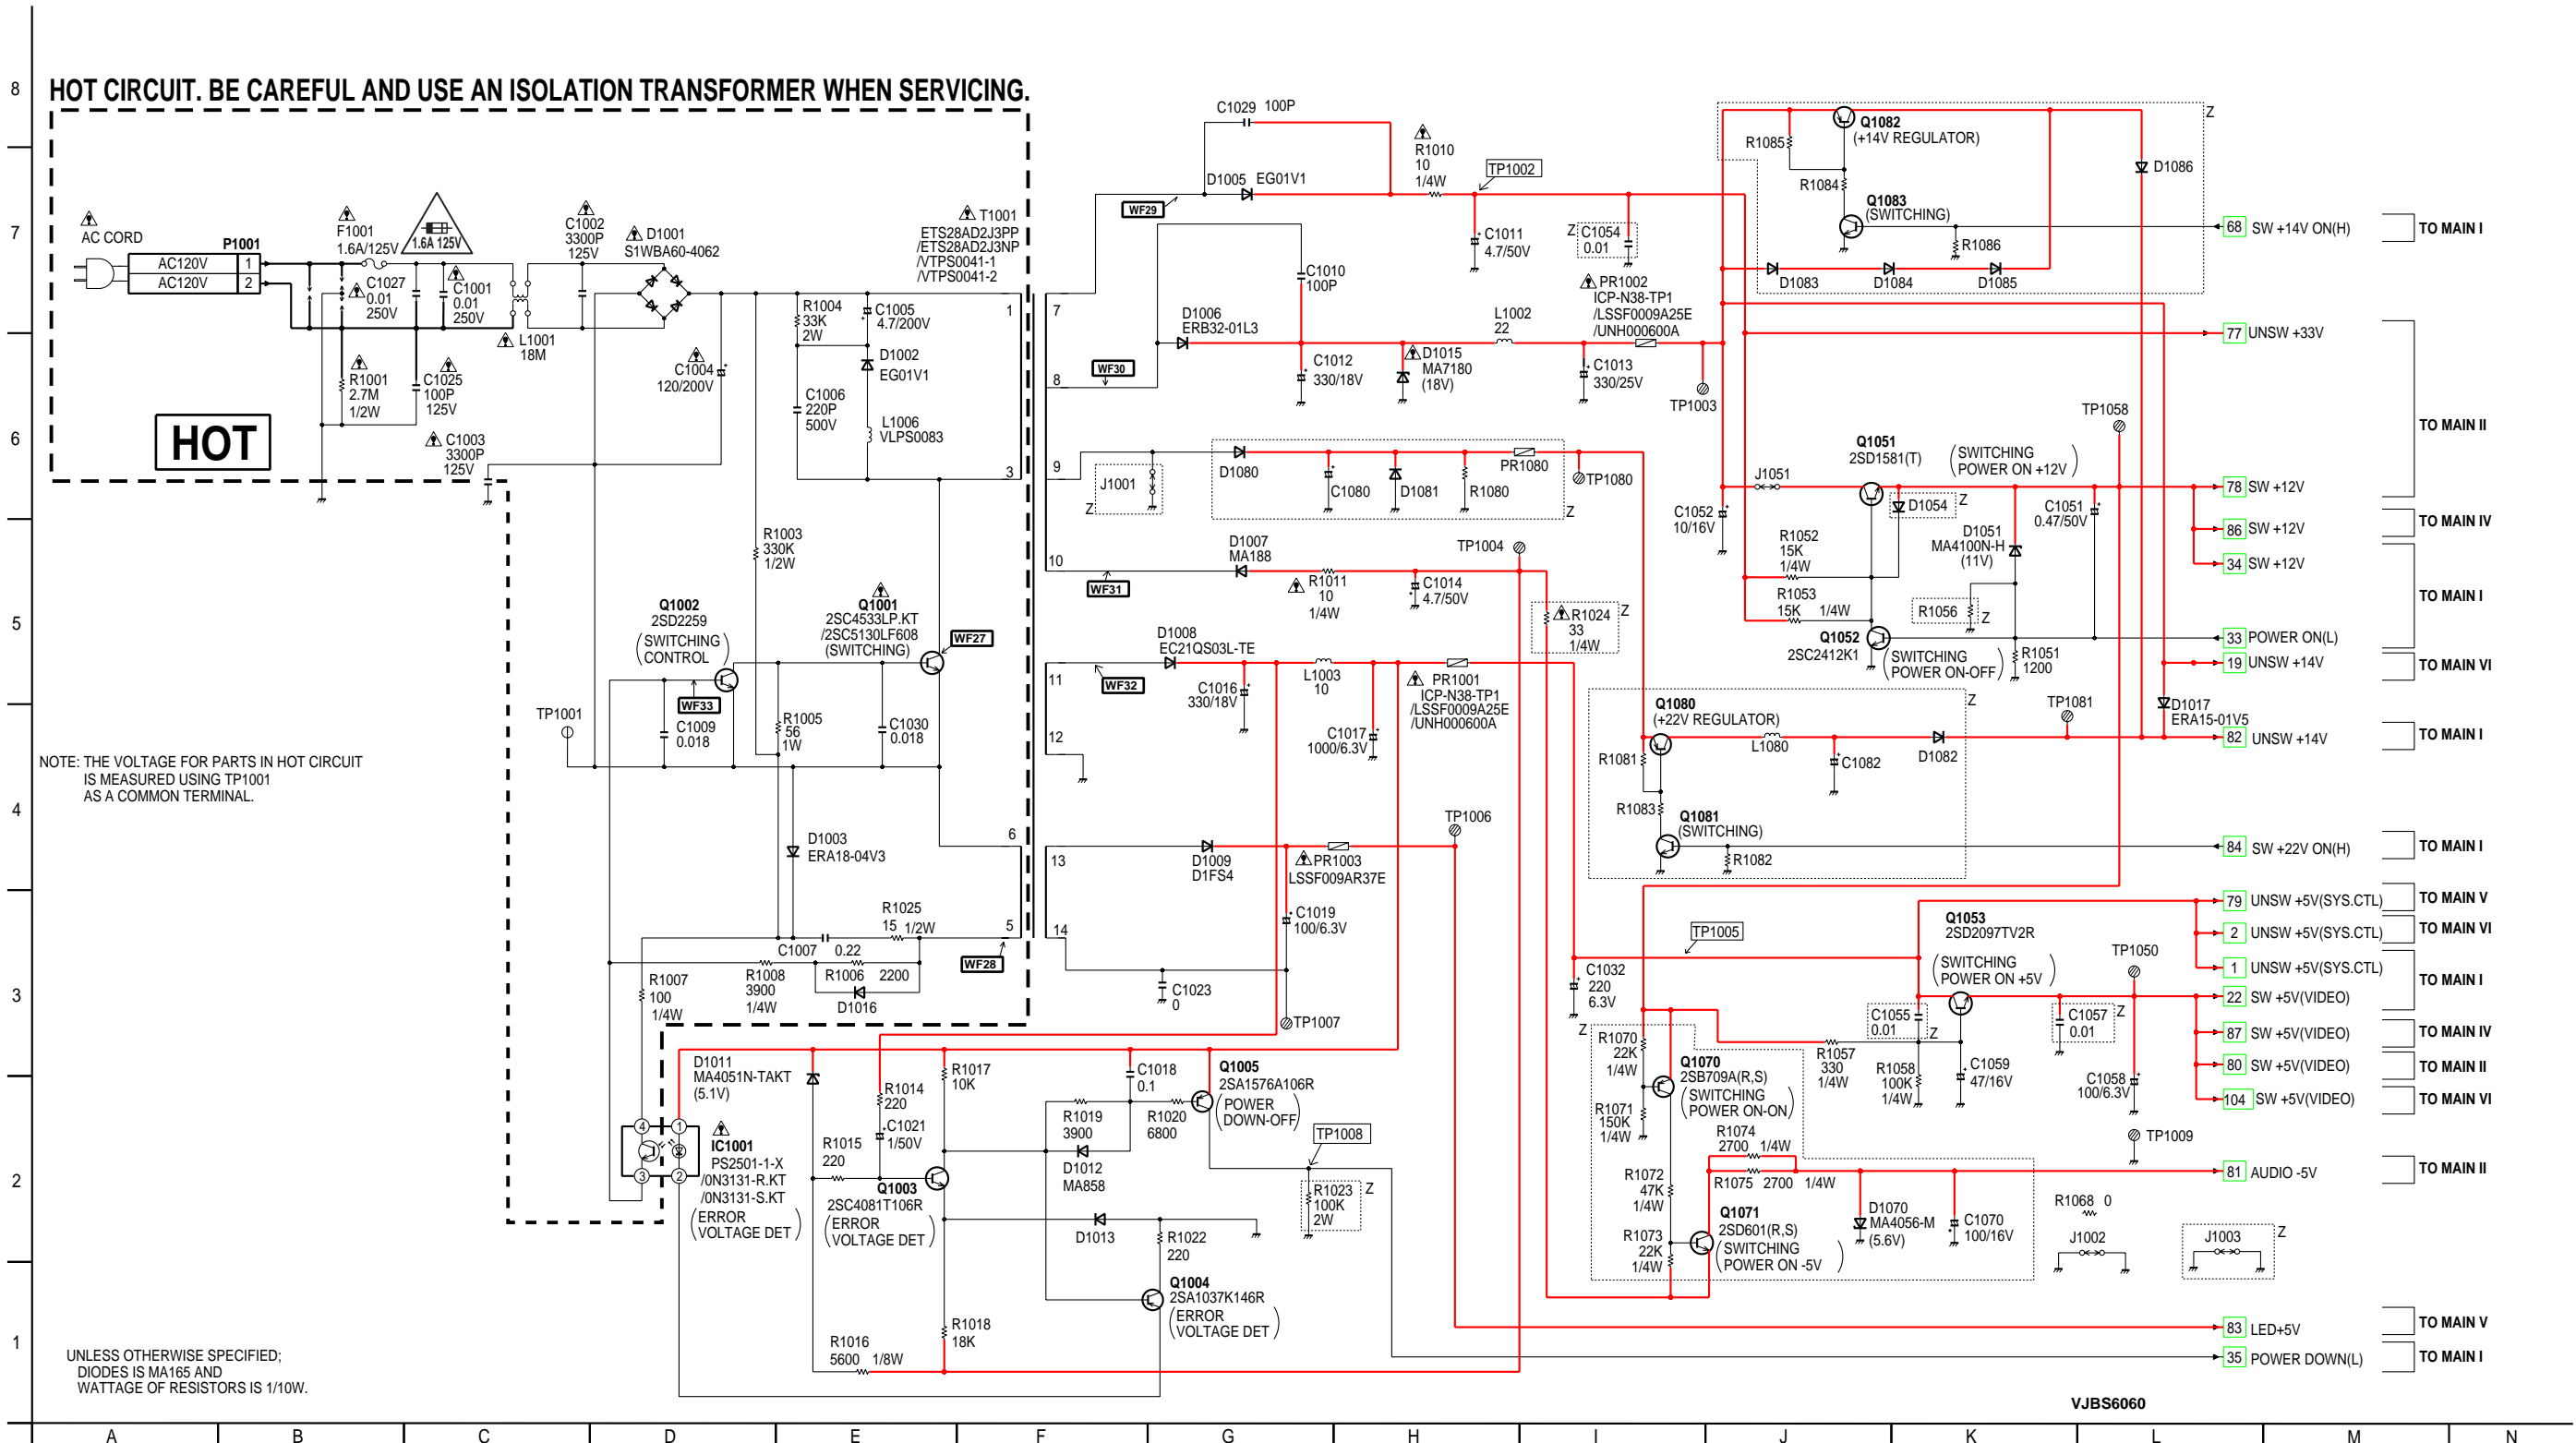 HOT CIRCUIT. BE CAREFUL AND USE AN ISOLATION TRANSFORMER WHEN SERVICING.
8
7
6
5
4
3
2
1
AC CORD
P1001
AC120V 1
AC120V 2
F1001
1.6A/125V
1.6A 125V
C1027
0.01
250V
C1001
0.01
250V
C1002
3300P
125V
D1001
S1WBA60-4062
L1001
18M
R1001
2.7M
1/2W
C1025
100P
125V
C1003
3300P
125V
HOT
C1004
120/200V
R1004
33K
2W
C1005
4.7/200V
D1002
EG01V1
C1006
220P
500V
L1006
VLPS0083
T1001
ETS28AD2J3PP
/ETS28AD2J3NP
/VTPS0041-1
/VTPS0041-2
1
3
6
5
7
8
9
10
11
12
13
14
R1003
330K
1/2W
Q1002
2SD2259
(SWITCHING
CONTROL)
Q1001
2SC4533LP.KT
/2SC5130LF608
(SWITCHING)
WF27
WF33
TP1001
C1009
0.018
R1005
56
1W
C1030
0.018
NOTE: THE VOLTAGE FOR PARTS IN HOT CIRCUIT
IS MEASURED USING TP1001
AS A COMMON TERMINAL.
D1003
ERA18-04V3
R1025
15 1/2W
C1007 0.22
R1007
100
1/4W
R1008
3900
1/4W
R1006 2200
D1016
WF28
C1029 100P
D1005 EG01V1
WF29
R1010
10
1/4W
TP1002
C1011
4.7/50V
Z C1054
0.01
C1010
100P
D1006
ERB32-01L3
WF30
C1012
330/18V
D1015
MA7180
(18V)
L1002
22
C1013
330/25V
PR1002
ICP-N38-TP1
/LSSF0009A25E
/UNH000600A
TP1003
J1001
Z
D1080
C1080
D1081
R1080
PR1080
Z
TP1080
D1007
MA188
WF31
R1011
10
1/4W
C1014
4.7/50V
TP1004
R1024
33
1/4W
Z
D1008
EC21QS03L-TE
WF32
C1016
330/18V
L1003
10
C1017
1000/6.3V
PR1001
ICP-N38-TP1
/LSSF0009A25E
/UNH000600A
D1009
D1FS4
PR1003
LSSF009AR37E
TP1006
C1019
100/6.3V
C1023
0
TP1007
Q1082
(+14V REGULATOR)
Z
R1085
R1084
Q1083
(SWITCHING)
R1086
D1083
D1084
D1085
D1086
68 SW +14V ON(H)
TO MAIN I
77 UNSW +33V
TO MAIN II
TP1058
Q1051
2SD1581(T)
(SWITCHING
POWER ON +12V)
J1051
C1052
10/16V
D1054 Z
C1051
0.47/50V
D1051
MA4100N-H
(11V)
R1052
15K
1/4W
R1053
15K 1/4W
R1056 Z
Q1052
2SC2412K1
(SWITCHING
POWER ON-OFF)
R1051
1200
78 SW +12V
86 SW +12V
TO MAIN IV
34 SW +12V
TO MAIN I
33 POWER ON(L)
19 UNSW +14V
TO MAIN VI
Q1080
(+22V REGULATOR)
Z
R1081
L1080
C1082
D1082
TP1081
D1017
ERA15-01V5
82 UNSW +14V
TO MAIN I
R1083
Q1081
(SWITCHING)
R1082
84 SW +22V ON(H)
TO MAIN I
TP1005
Q1053
2SD2097TV2R
(SWITCHING
POWER ON +5V)
TP1050
C1032
220
6.3V
C1055
0.01
Z
C1057
0.01
Z
R1057
330
1/4W
R1058
100K
1/4W
C1059
47/16V
C1058
100/6.3V
79 UNSW +5V(SYS.CTL)
TO MAIN V
2 UNSW +5V(SYS.CTL)
TO MAIN VI
1 UNSW +5V(SYS.CTL)
TO MAIN I
22 SW +5V(VIDEO)
87 SW +5V(VIDEO)
TO MAIN IV
80 SW +5V(VIDEO)
TO MAIN II
104 SW +5V(VIDEO)
TO MAIN VI
TP1009
Z
R1070
22K
1/4W
Q1070
2SB709A(R,S)
(SWITCHING
POWER ON-ON)
R1071
150K
1/4W
R1074
2700 1/4W
R1075 2700 1/4W
R1072
47K
1/4W
R1073
22K
1/4W
Q1071
2SD601(R,S)
(SWITCHING
POWER ON -5V)
D1070
MA4056-M
(5.6V)
C1070
100/16V
81 AUDIO -5V
TO MAIN II
R1068 0
J1002
J1003
Z
D1011
MA4051N-TAKT
(5.1V)
4
1
3
2
IC1001
PS2501-1-X
/0N3131-R.KT
/0N3131-S.KT
(ERROR
VOLTAGE DET)
R1014
220
C1021
1/50V
R1015
220
Q1003
2SC4081T106R
(ERROR
VOLTAGE DET)
R1017
10K
C1018
0.1
R1019
3900
D1012
MA858
R1020
6800
Q1005
2SA1576A106R
(POWER
DOWN-OFF)
TP1008
R1023
100K
2W
Z
D1013
R1022
220
Q1004
2SA1037K146R
(ERROR
VOLTAGE DET)
R1018
18K
R1016
5600 1/8W
83 LED+5V
TO MAIN V
35 POWER DOWN(L)
TO MAIN I
UNLESS OTHERWISE SPECIFIED;
DIODES IS MA165 AND
WATTAGE OF RESISTORS IS 1/10W.
VJBS6060
A B C D E F G H I J K L M N